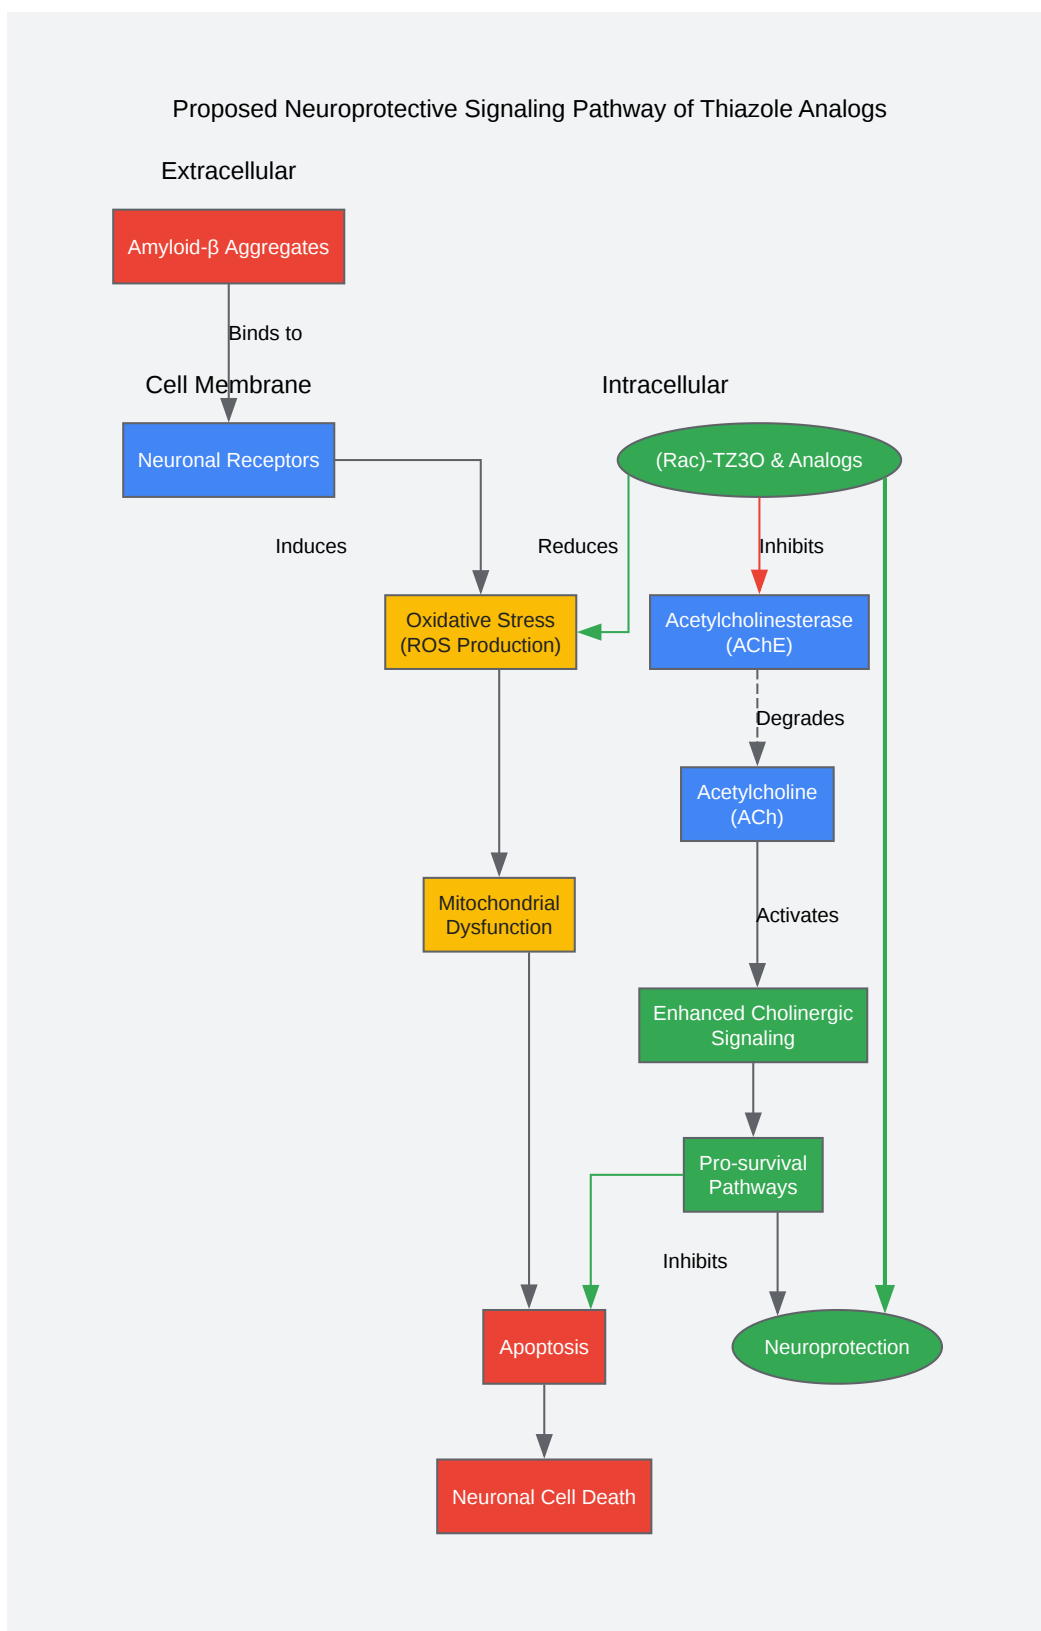 Proposed Neuroprotective Signaling Pathway of Thiazole Analogs
Extracellular
Amyloid-β Aggregates
Binds to
Cell Membrane
Intracellular
Neuronal Receptors
(Rac)-TZ3O & Analogs
Induces
Reduces
Inhibits
Oxidative Stress
(ROS Production)
Acetylcholinesterase
(AChE)
Degrades
Acetylcholine
(ACh)
Mitochondrial
Dysfunction
Activates
Enhanced Cholinergic
Signaling
Pro-survival
Pathways
Inhibits
Apoptosis
Neuroprotection
Neuronal Cell Death